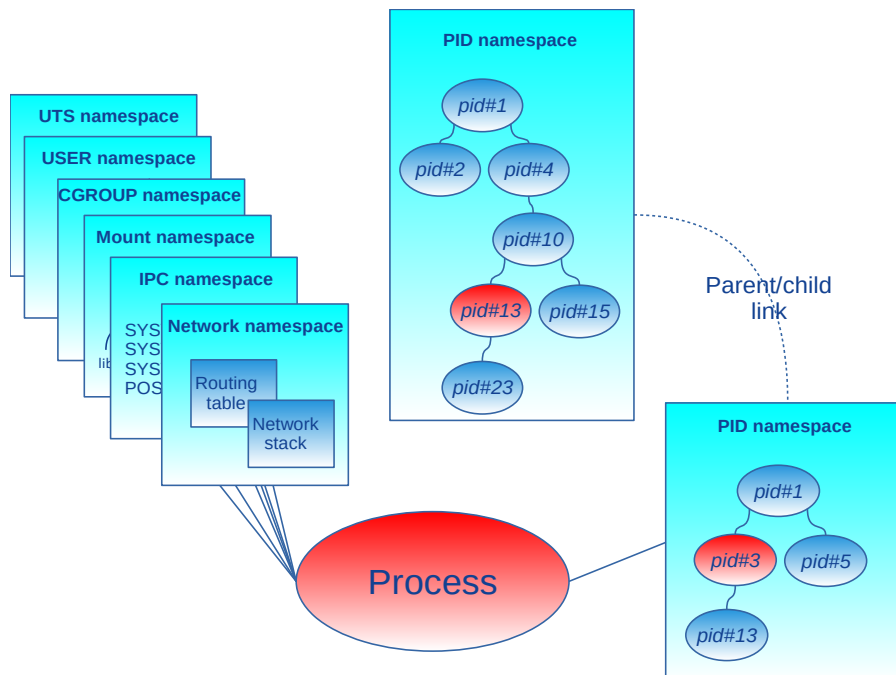 PID namespace
pid#1
pid#2
pid#4
pid#10
pid#13
pid#15
pid#23
UTS namespace
USER namespace
CGROUP namespace
Mount namespace
IPC namespace
SYS
SYS
SYS
POS
lib
Network namespace
Routing
table
Network
stack
Parent/child
link
PID namespace
pid#1
pid#3
pid#5
pid#13
Process